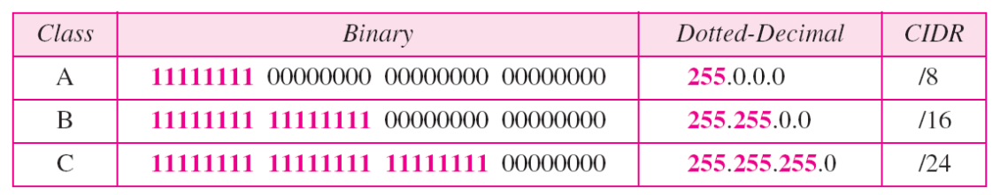 Class Binary Dotted-Decimal CIDR
A 11111111 00000000 00000000 00000000 255.0.0.0 /8
B 11111111 11111111 00000000 00000000 255.255.0.0 /16
C 11111111 11111111 11111111 00000000 255.255.255.0 /24